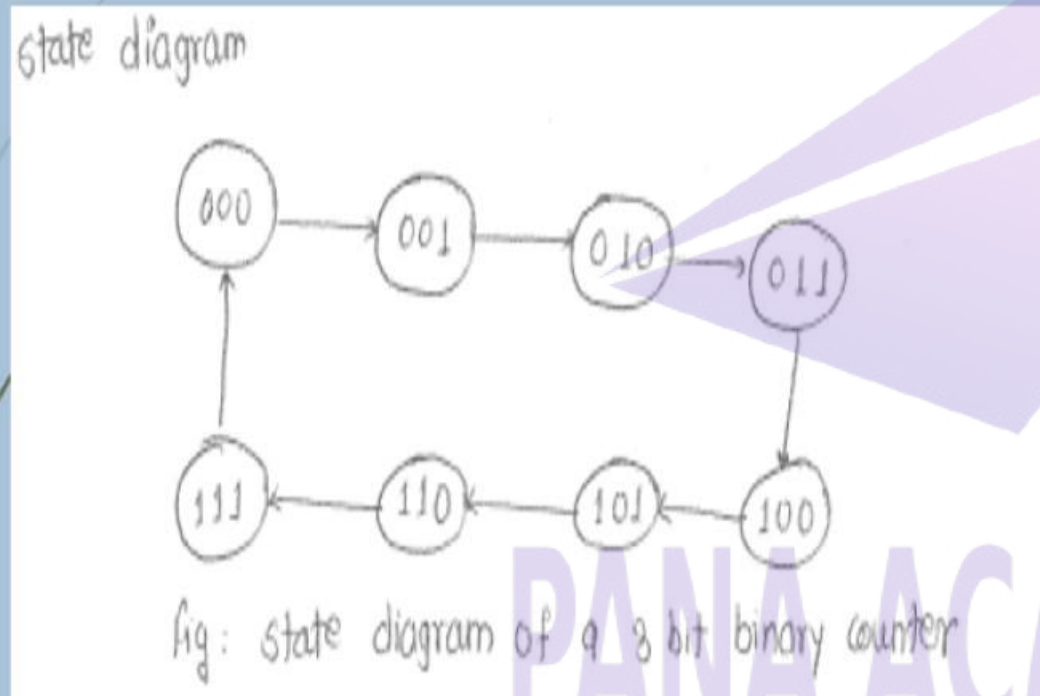 state diagram
000
001
010
011
111
110
101
100
fig: state diagram of a 3 bit binary counter
PANA ACA